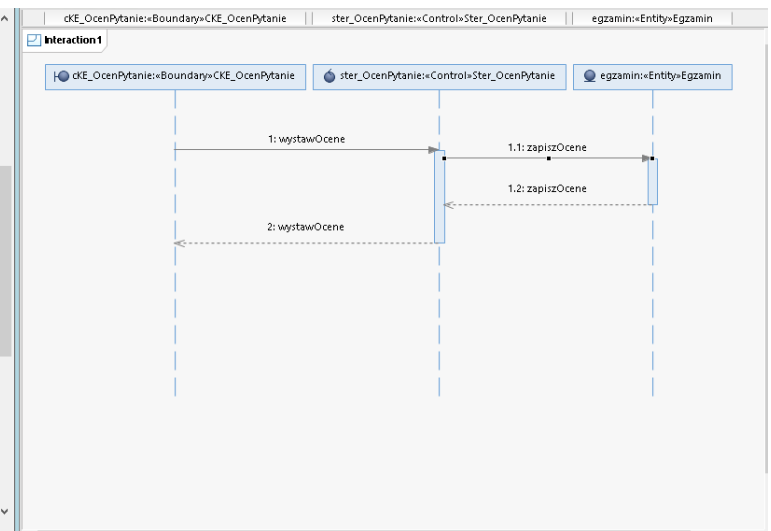 cKE_OcenPytanie:«Boundary»CKE_OcenPytanie ster_OcenPytanie:«Control»Ster_OcenPytanie egzamin:«Entity»Egzamin
Interaction1
cKE_OcenPytanie:«Boundary»CKE_OcenPytanie ster_OcenPytanie:«Control»Ster_OcenPytanie egzamin:«Entity»Egzamin
1: wystawOcene
1.1: zapiszOcene
1.2: zapiszOcene
2: wystawOcene